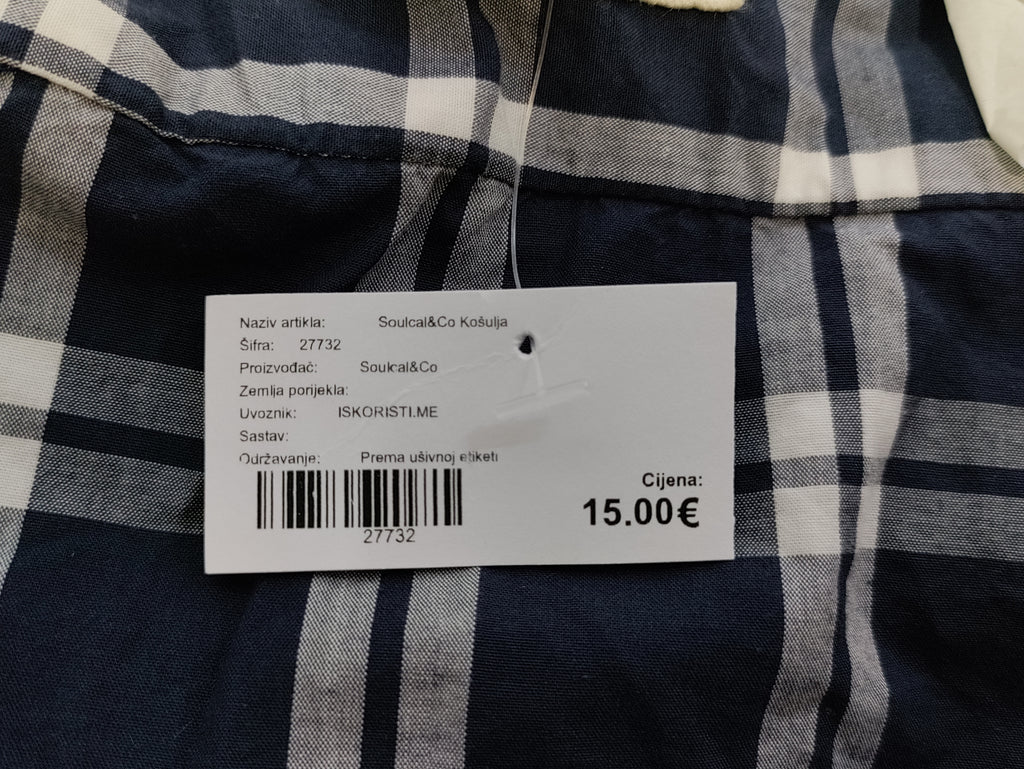 Naziv artikla: Soulcal&Co Košulja
Šifra: 27732
Proizvođač: Soulcal&Co
Zemlja porijekla:
Uvoznik: ISKORISTI.ME
Sastav:
Održavanje: Prema ušivnoj etiketi
27732
Cijena:
15.00€